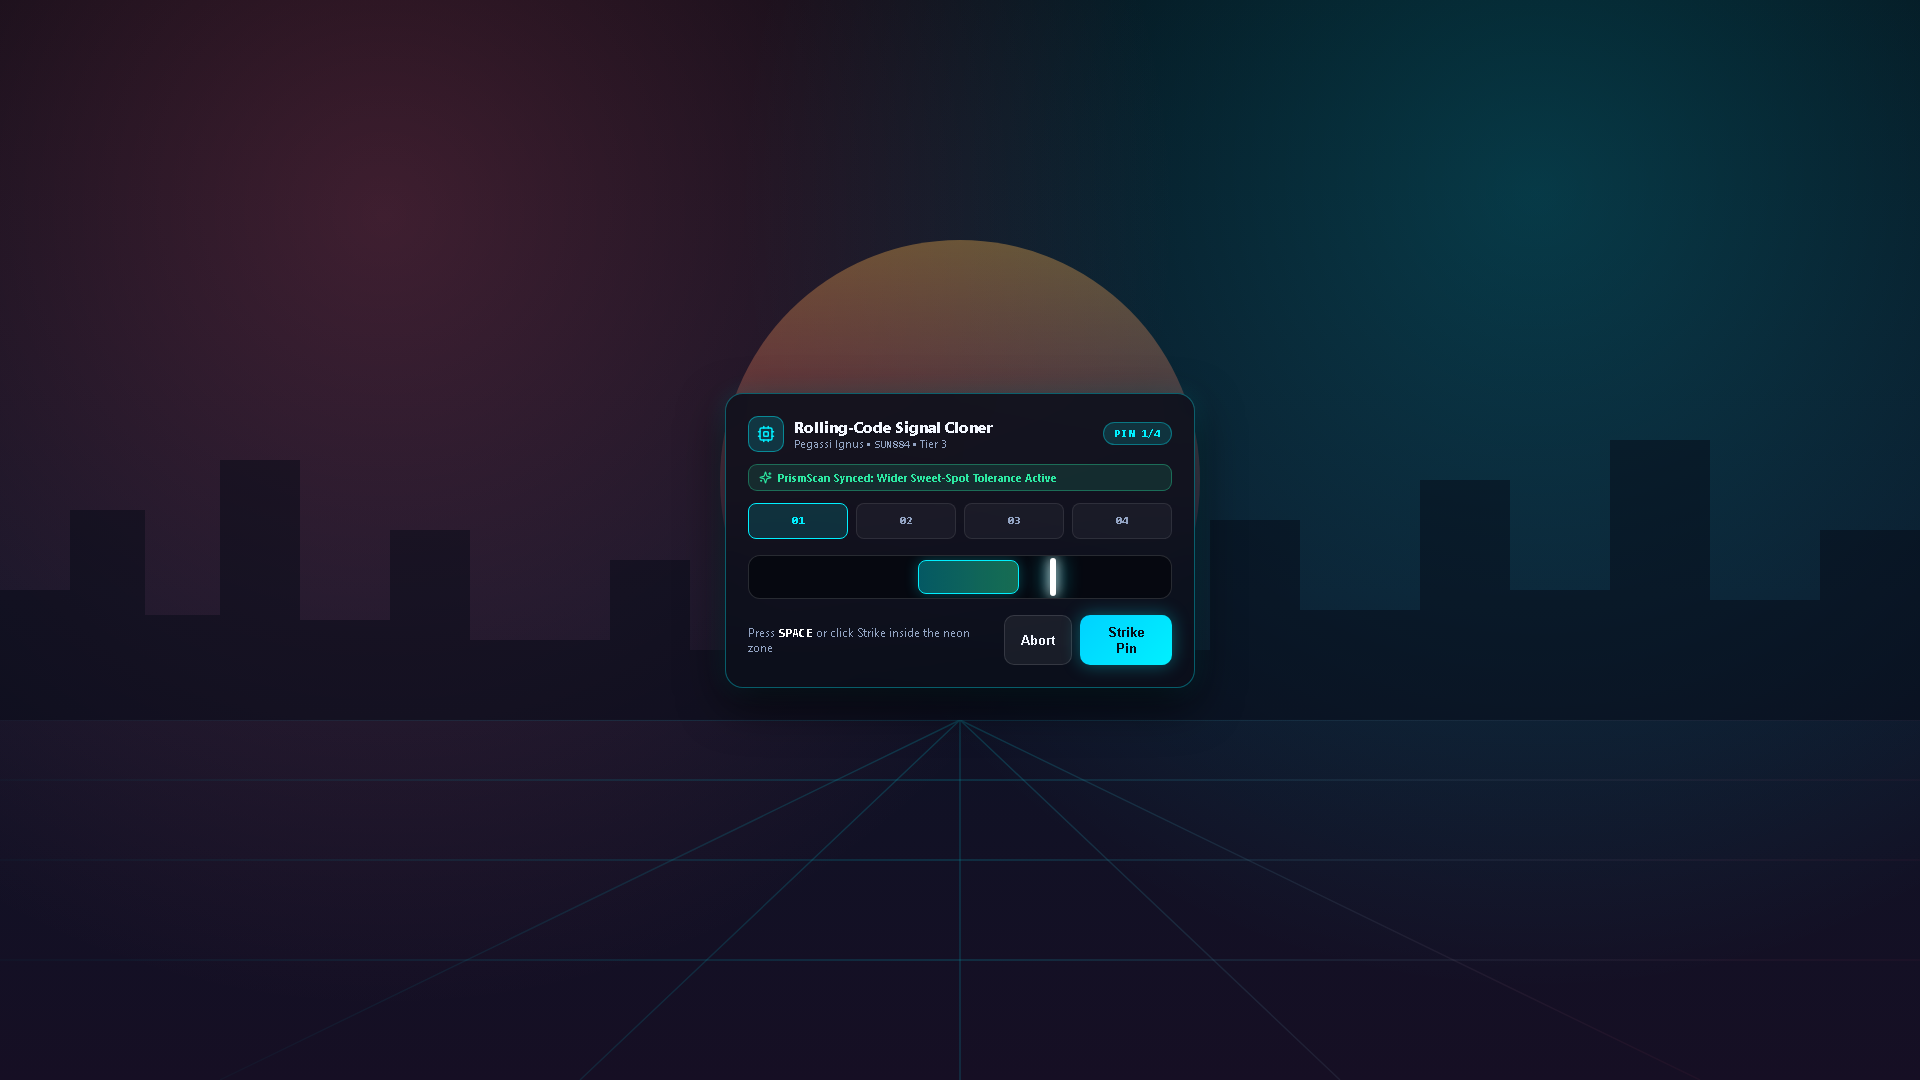 Rolling-Code Signal Cloner
Pegassi Ignus • SUN884 • Tier 3
PIN 1/4
PrismScan Synced: Wider Sweet-Spot Tolerance Active
01
02
03
04
Press SPACE or click Strike inside the neon
zone
Abort
Strike
Pin